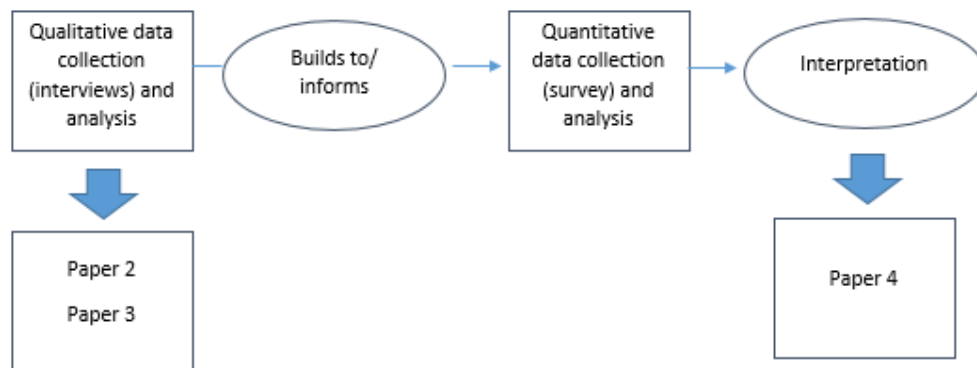 Qualitative data
collection
(interviews) and
analysis
Builds to/
informs
Quantitative
data collection
(survey) and
analysis
Interpretation
Paper 2
Paper 3
Paper 4